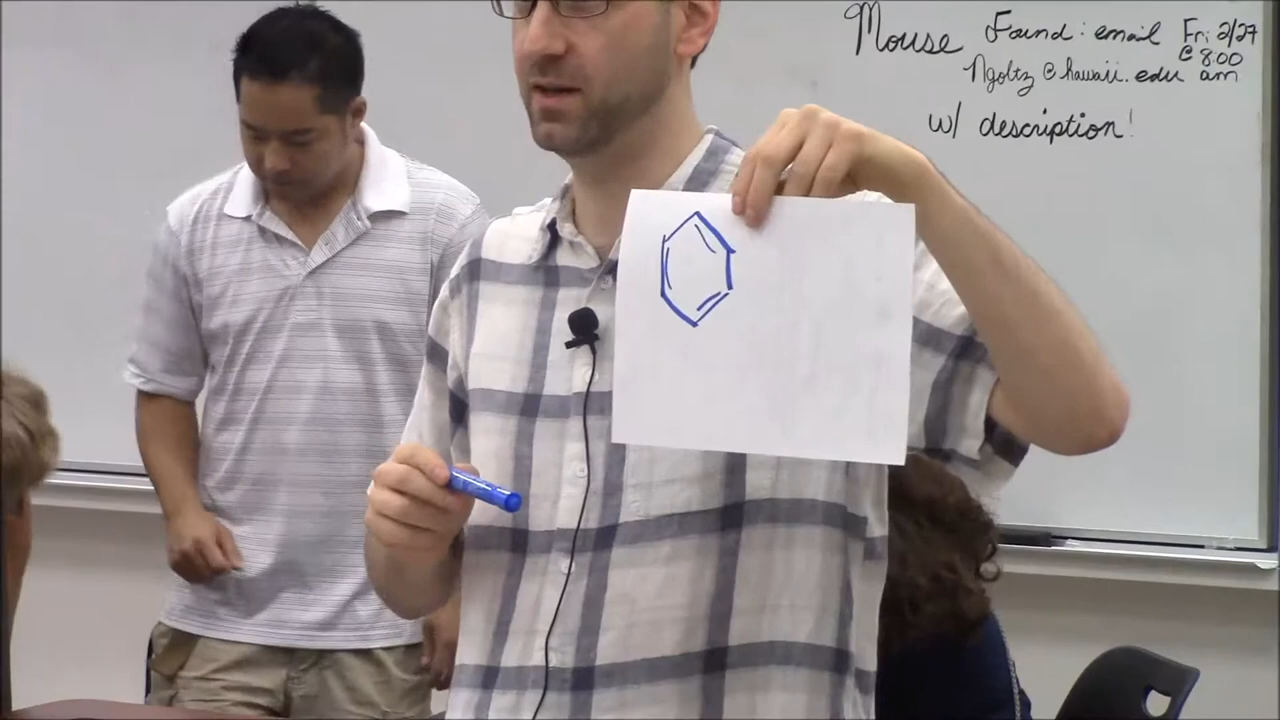 Mouse Found: email Fri 2/27
@ 8:00
Ngoltz@hawaii.edu am
w/ description!